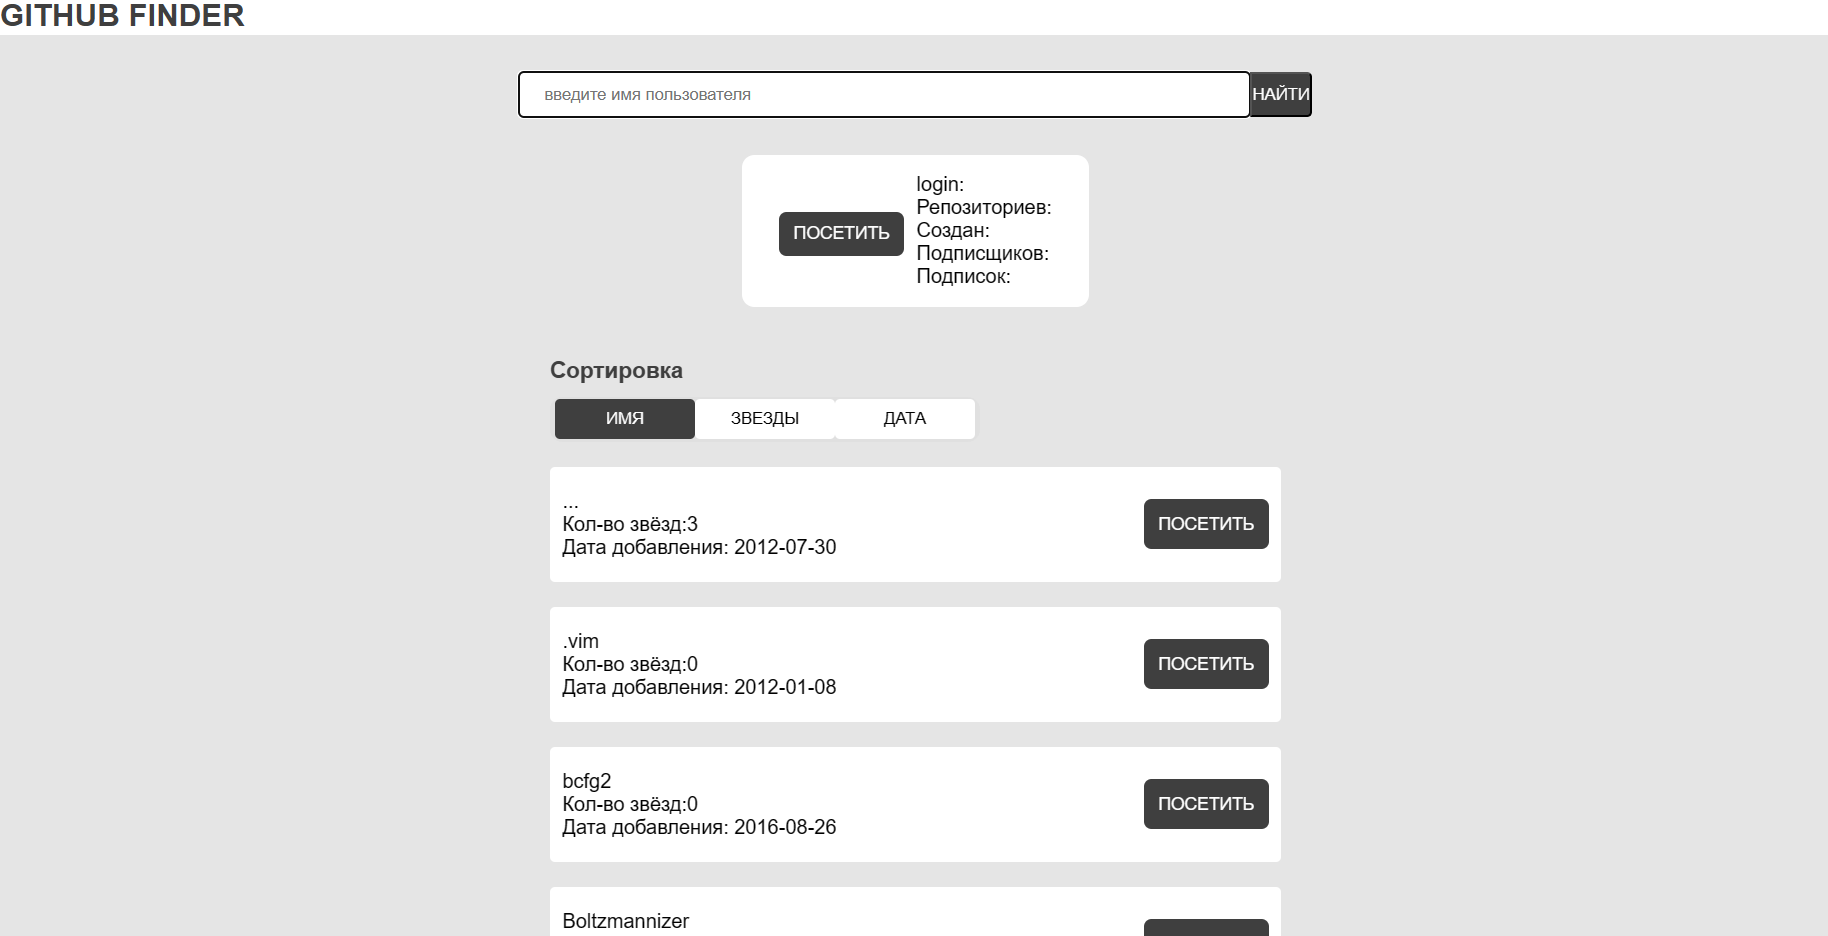 GITHUB FINDER
введите имя пользователя
НАЙТИ
ПОСЕТИТЬ
login:
Репозиториев:
Создан:
Подписщиков:
Подписок:
Сортировка
ИМЯ
ЗВЕЗДЫ
ДАТА
...
Кол-во звёзд:3
Дата добавления: 2012-07-30
ПОСЕТИТЬ
.vim
Кол-во звёзд:0
Дата добавления: 2012-01-08
ПОСЕТИТЬ
bcfg2
Кол-во звёзд:0
Дата добавления: 2016-08-26
ПОСЕТИТЬ
Boltzmannizer